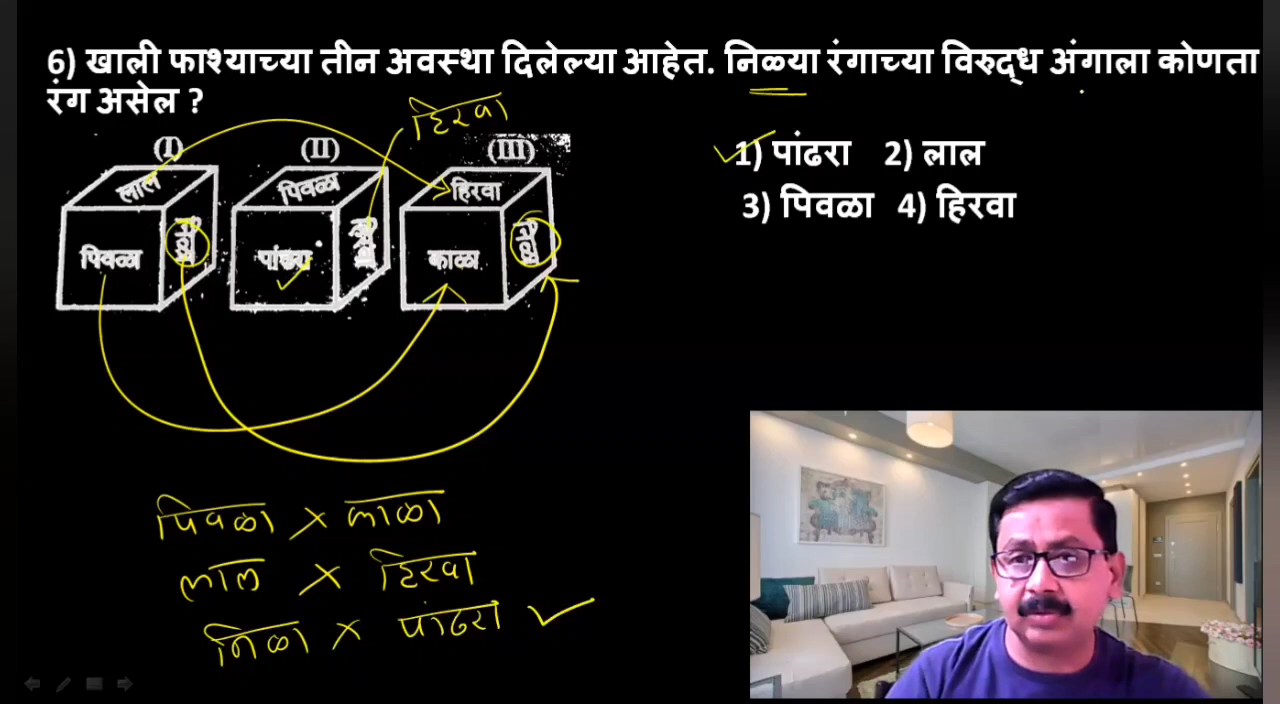 6) खाली फाश्याच्या तीन अवस्था दिलेल्या आहेत. निळ्या रंगाच्या विरुद्ध अंगाला कोणता
रंग असेल ?
हिरवा
(I) (II) (III)
लाल पिवळा हिरवा
पिवळा निळा पांढरा काळा निळा
1) पांढरा 2) लाल
3) पिवळा 4) हिरवा
पिवळा × काळा
लाल × हिरवा
निळा × पांढरा